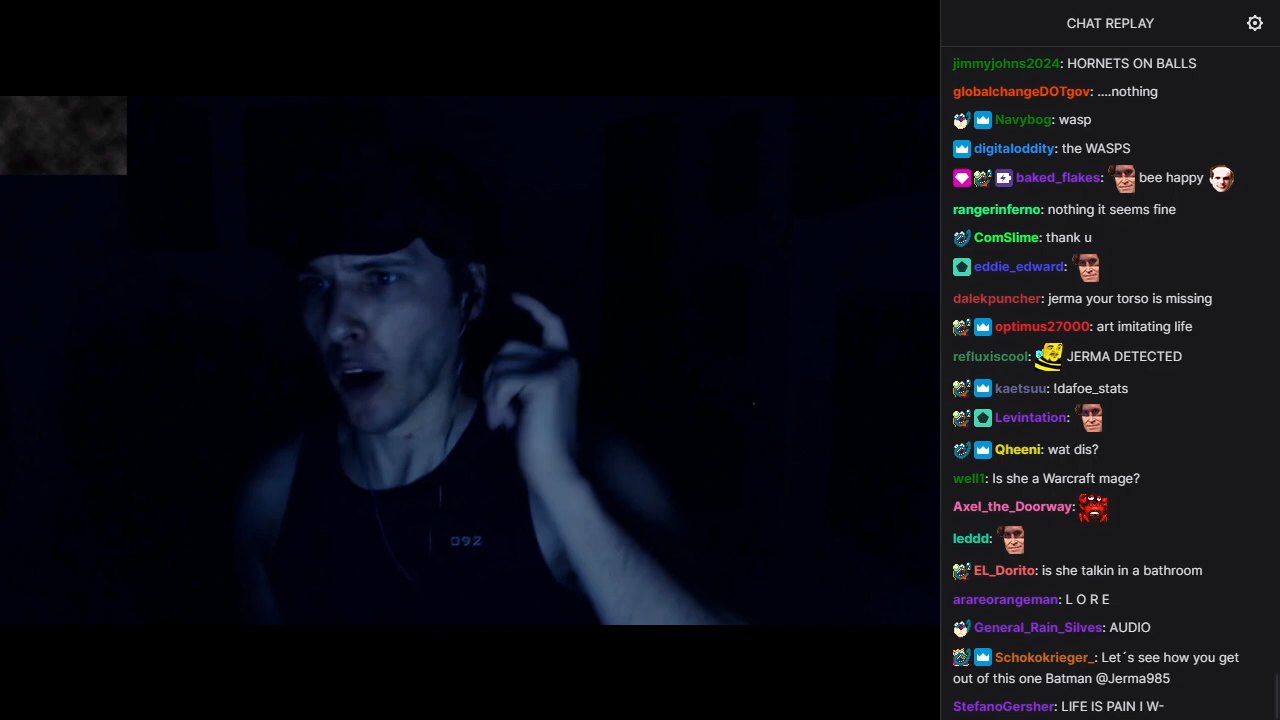 CHAT REPLAY
jimmyjohns2024: HORNETS ON BALLS
globalchangeDOTgov: ....nothing
Navybog: wasp
digitaloddity: the WASPS
baked_flakes: bee happy
rangerinferno: nothing it seems fine
ComSlime: thank u
eddie_edward:
dalekpuncher: jerma your torso is missing
optimus27000: art imitating life
refluxiscool: JERMA DETECTED
kaetsuu: !dafoe_stats
Levintation:
Qheeni: wat dis?
well1: Is she a Warcraft mage?
Axel_the_Doorway:
leddd:
EL_Dorito: is she talkin in a bathroom
arareorangeman: L O R E
General_Rain_Silves: AUDIO
092
Schokokrieger_: Let´s see how you get
out of this one Batman @Jerma985
StefanoGersher: LIFE IS PAIN I W-